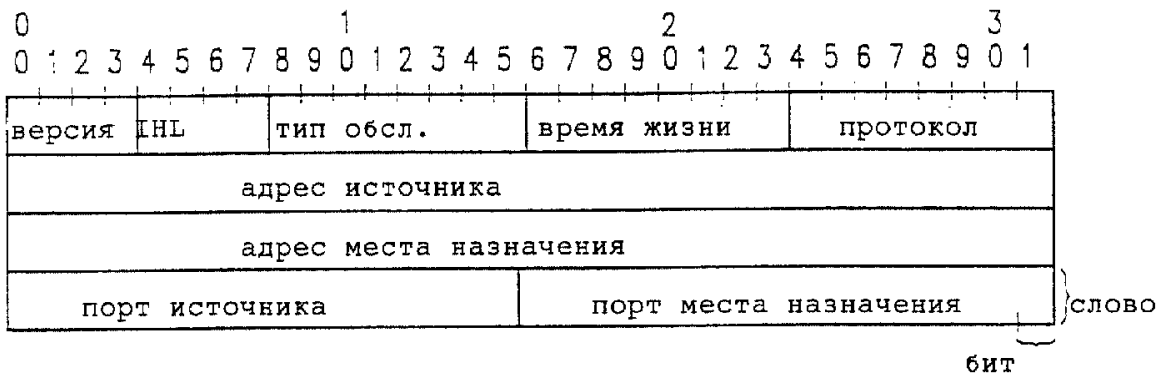 0 1 2 3
0 1 2 3 4 5 6 7 8 9 0 1 2 3 4 5 6 7 8 9 0 1 2 3 4 5 6 7 8 9 0 1
версия IHL тип обсл. время жизни протокол
адрес источника
адрес места назначения
порт источника порт места назначения слово
бит